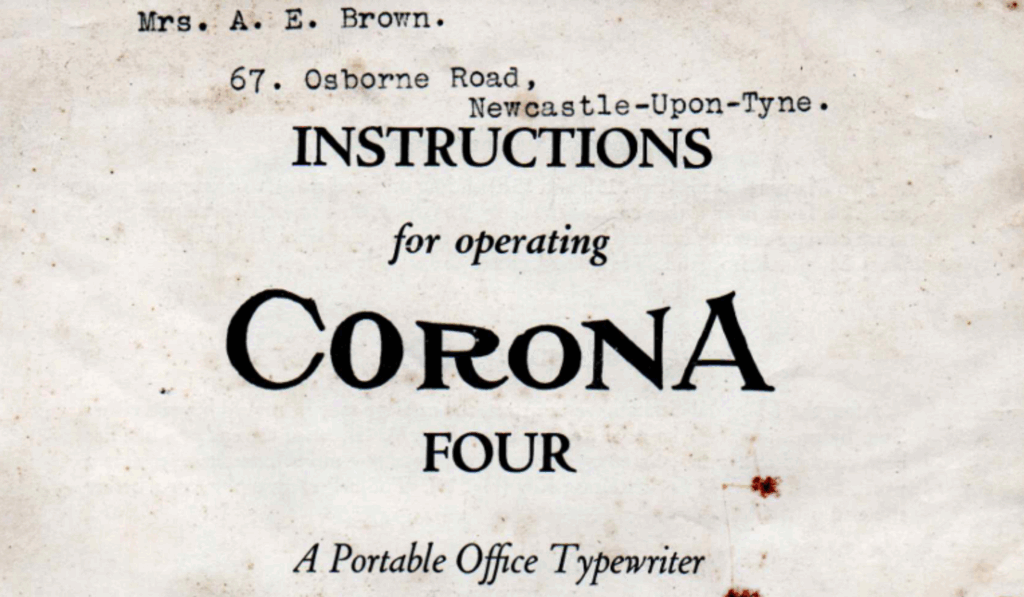 Mrs. A. E. Brown.
67. Osborne Road,
Newcastle-Upon-Tyne.
INSTRUCTIONS
for operating
CORONA
FOUR
A Portable Office Typewriter